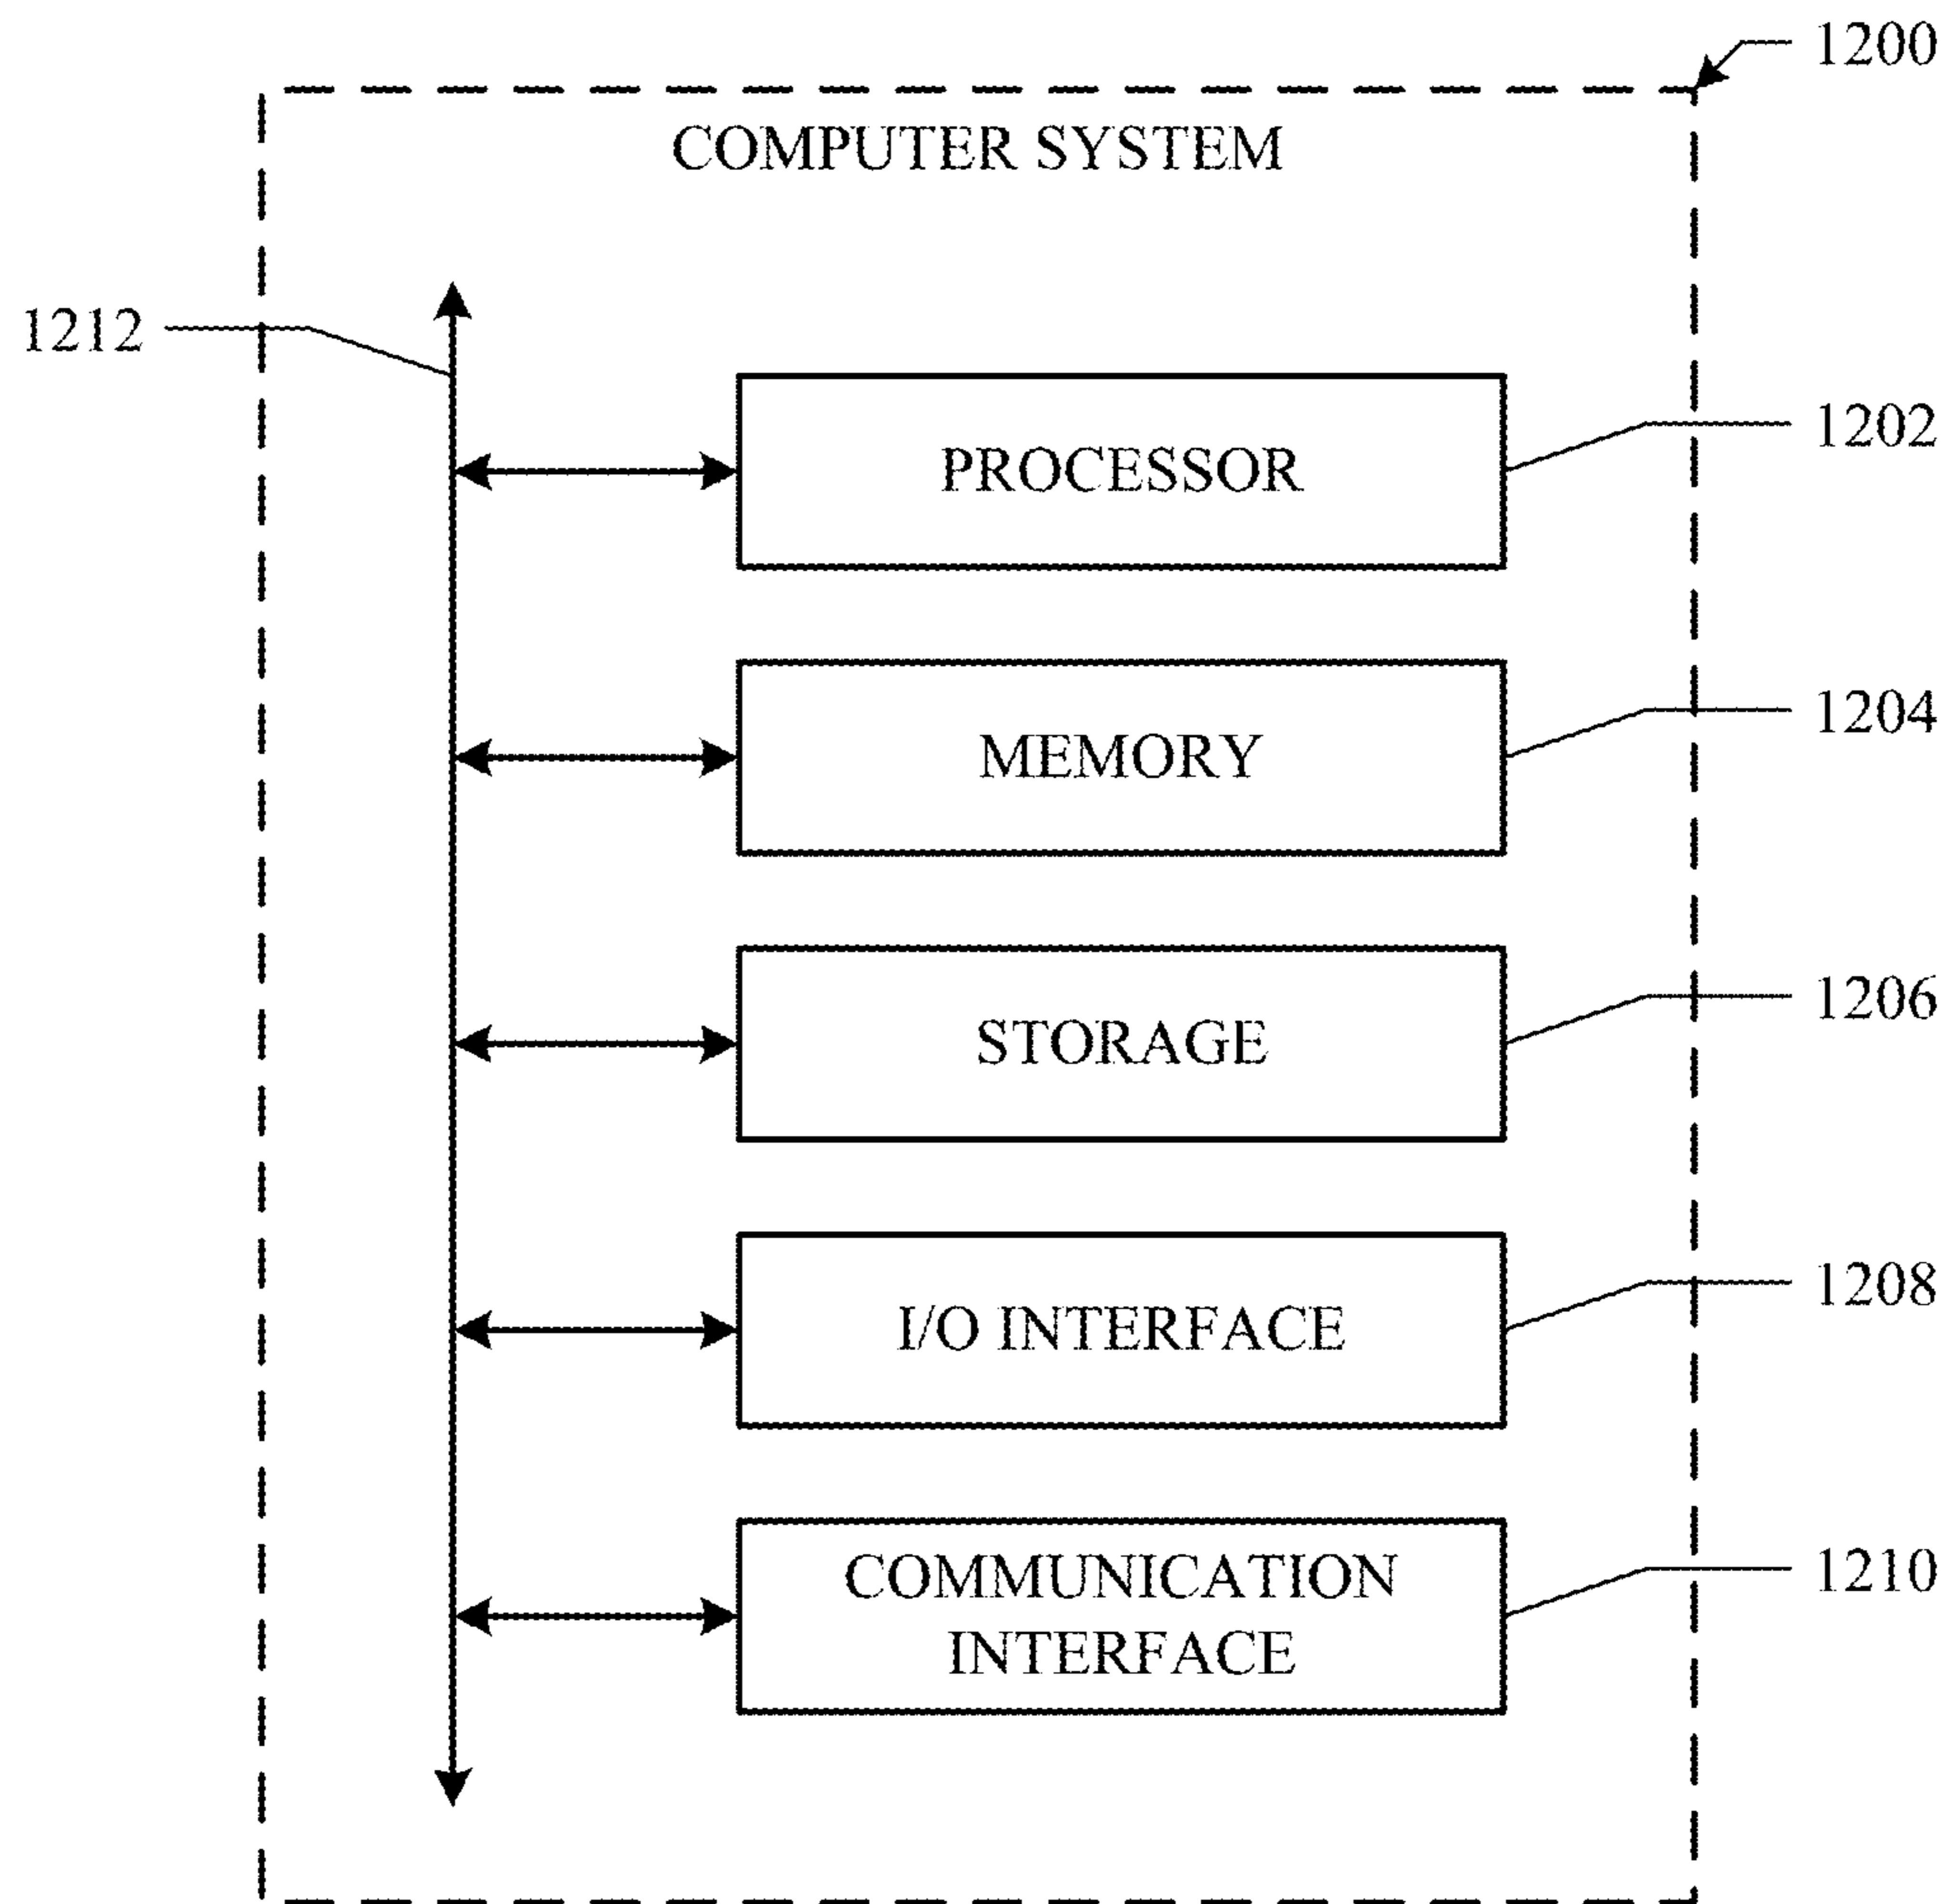 1200
COMPUTER SYSTEM
1212
PROCESSOR
1202
MEMORY
1204
STORAGE
1206
I/O INTERFACE
1208
COMMUNICATION
INTERFACE
1210